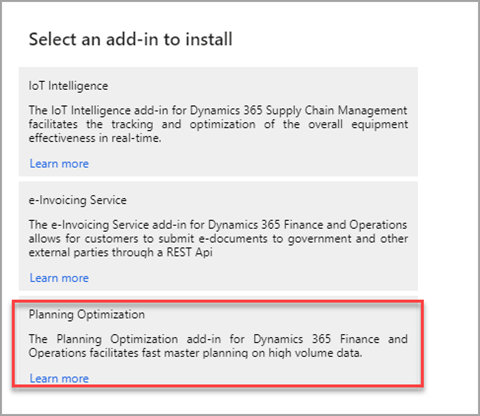 Select an add-in to install
IoT Intelligence
The IoT Intelligence add-in for Dynamics 365 Supply Chain Management
facilitates the tracking and optimization of the overall equipment
effectiveness in real-time.
Learn more
e-Invoicing Service
The e-Invoicing Service add-in for Dynamics 365 Finance and Operations
allows for customers to submit e-documents to government and other
external parties through a REST Api
Learn more
Planning Optimization
The Planning Optimization add-in for Dynamics 365 Finance and
Operations facilitates fast master planning on high volume data.
Learn more